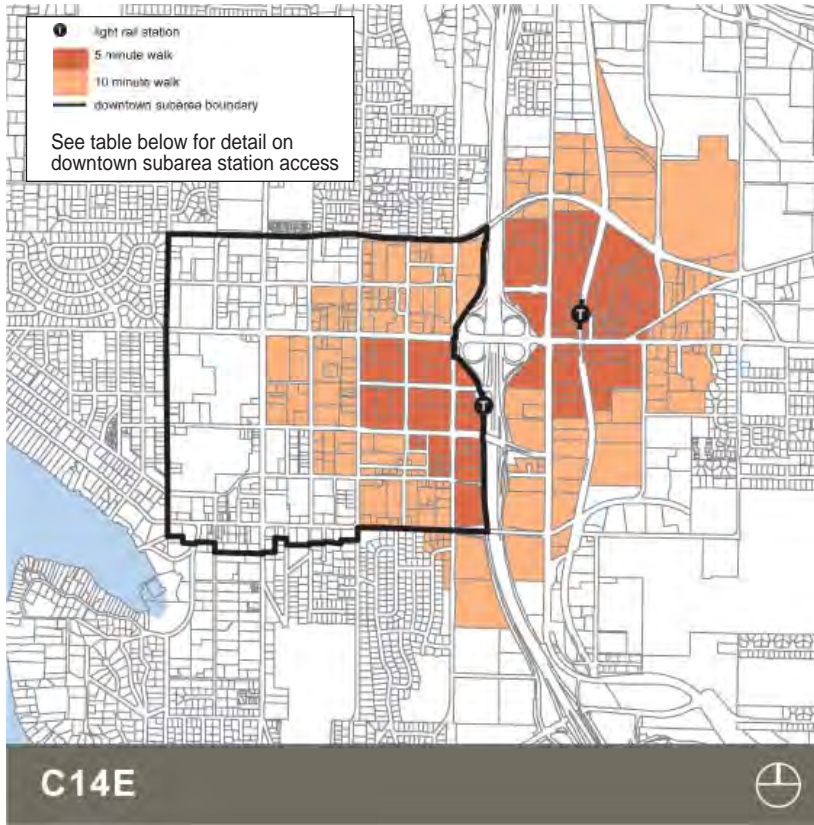 T light rail station
5 minute walk
10 minute walk
downtown subarea boundary
See table below for detail on
downtown subarea station access
T
T
C14E